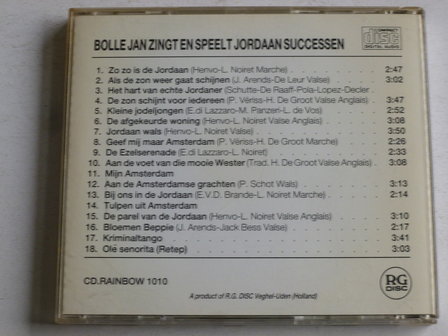 BOLLE JAN ZINGT EN SPEELT JORDAAN SUCCESSEN
COMPACT
disc
DIGITAL AUDIO
1. Zo zo is de Jordaan (Henvo-L. Noiret Marche) 2:47
2. Als de zon weer gaat schijnen (J. Arends-De Leur Valse) 3:02
3. Het hart van echte Jordaner (Schutte-De Raaff-Pola-Lopez-Decler
4. De zon schijnt voor iedereen (P. Vèriss-H. De Groot Valse Anglais) 3:47
5. Kleine jodeljongen (E.di Lazzaro-M. Panzeri-L. de Vos) 2:52
6. De afgekeurde woning (Henvo-L. Noiret Valse Anglais) 3:08
7. Jordaan wals (Henvo-L. Noiret Valse) 3:50
8. Geef mij maar Amsterdam (P. Vèriss-H. De Groot Marche) 2:28
9. De Ezelserenade (E.di Lazzaro-L. Noiret) 2:33
10. Aan de voet van die mooie Wester (Trad. H. De Groot Valse Anglais) 3:08
11. Mijn Amsterdam
12. Aan de Amsterdamse grachten (P. Schot Wals) 3:13
13. Bij ons in de Jordaan (E.V.D. Brande-L. Noiret Marche) 2:14
14. Tulpen uit Amsterdam
15. De parel van de Jordaan (Henvo-L. Noiret Valse Anglais) 3:10
16. Bloemen Beppie (J. Arends-Jack Bess Valse) 2:17
17. Kriminaltango 3:41
18. Olé senorita (Retep) 3:03
CD.RAINBOW 1010
RG
DISC
A product of R.G. DISC Veghel-Uden (Holland)